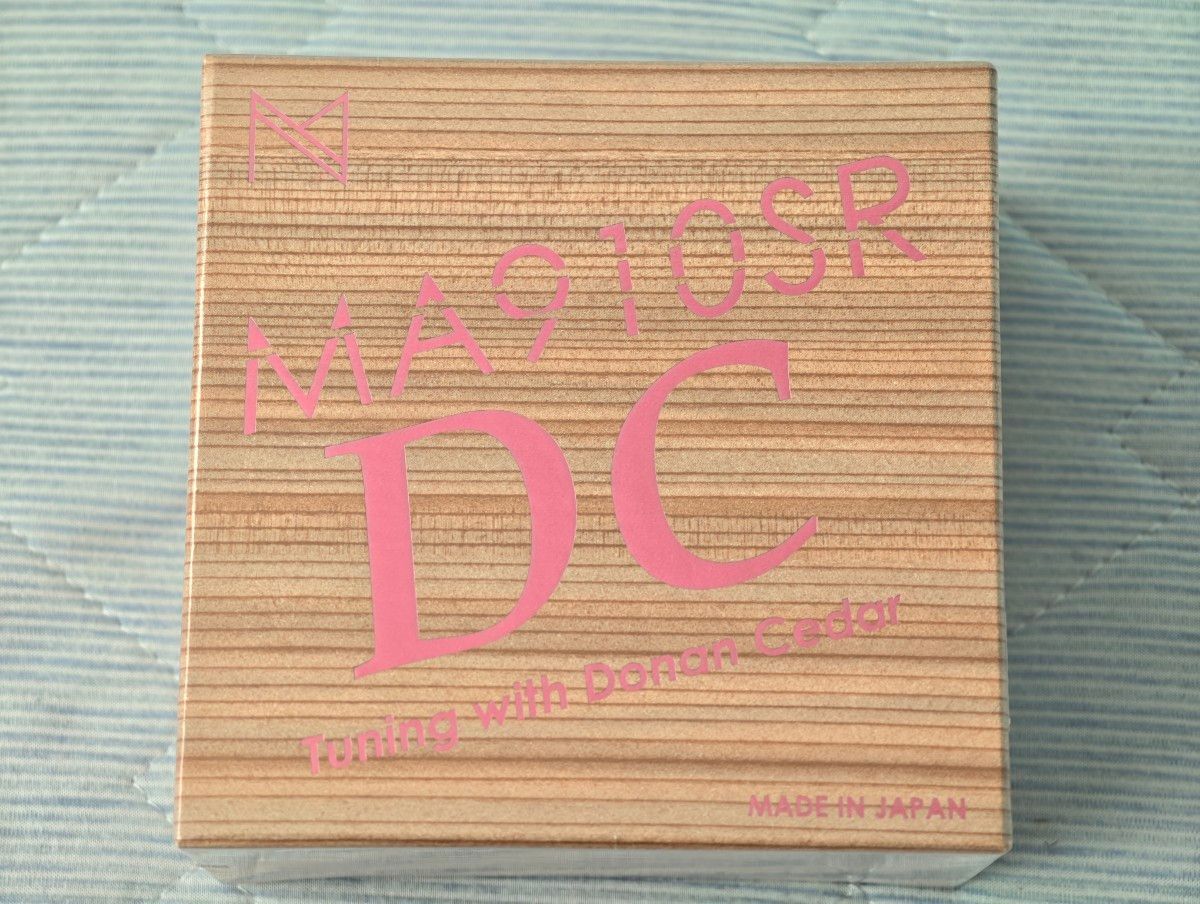 MA910SR
DC
Tuning with Donan Cedar
MADE IN JAPAN